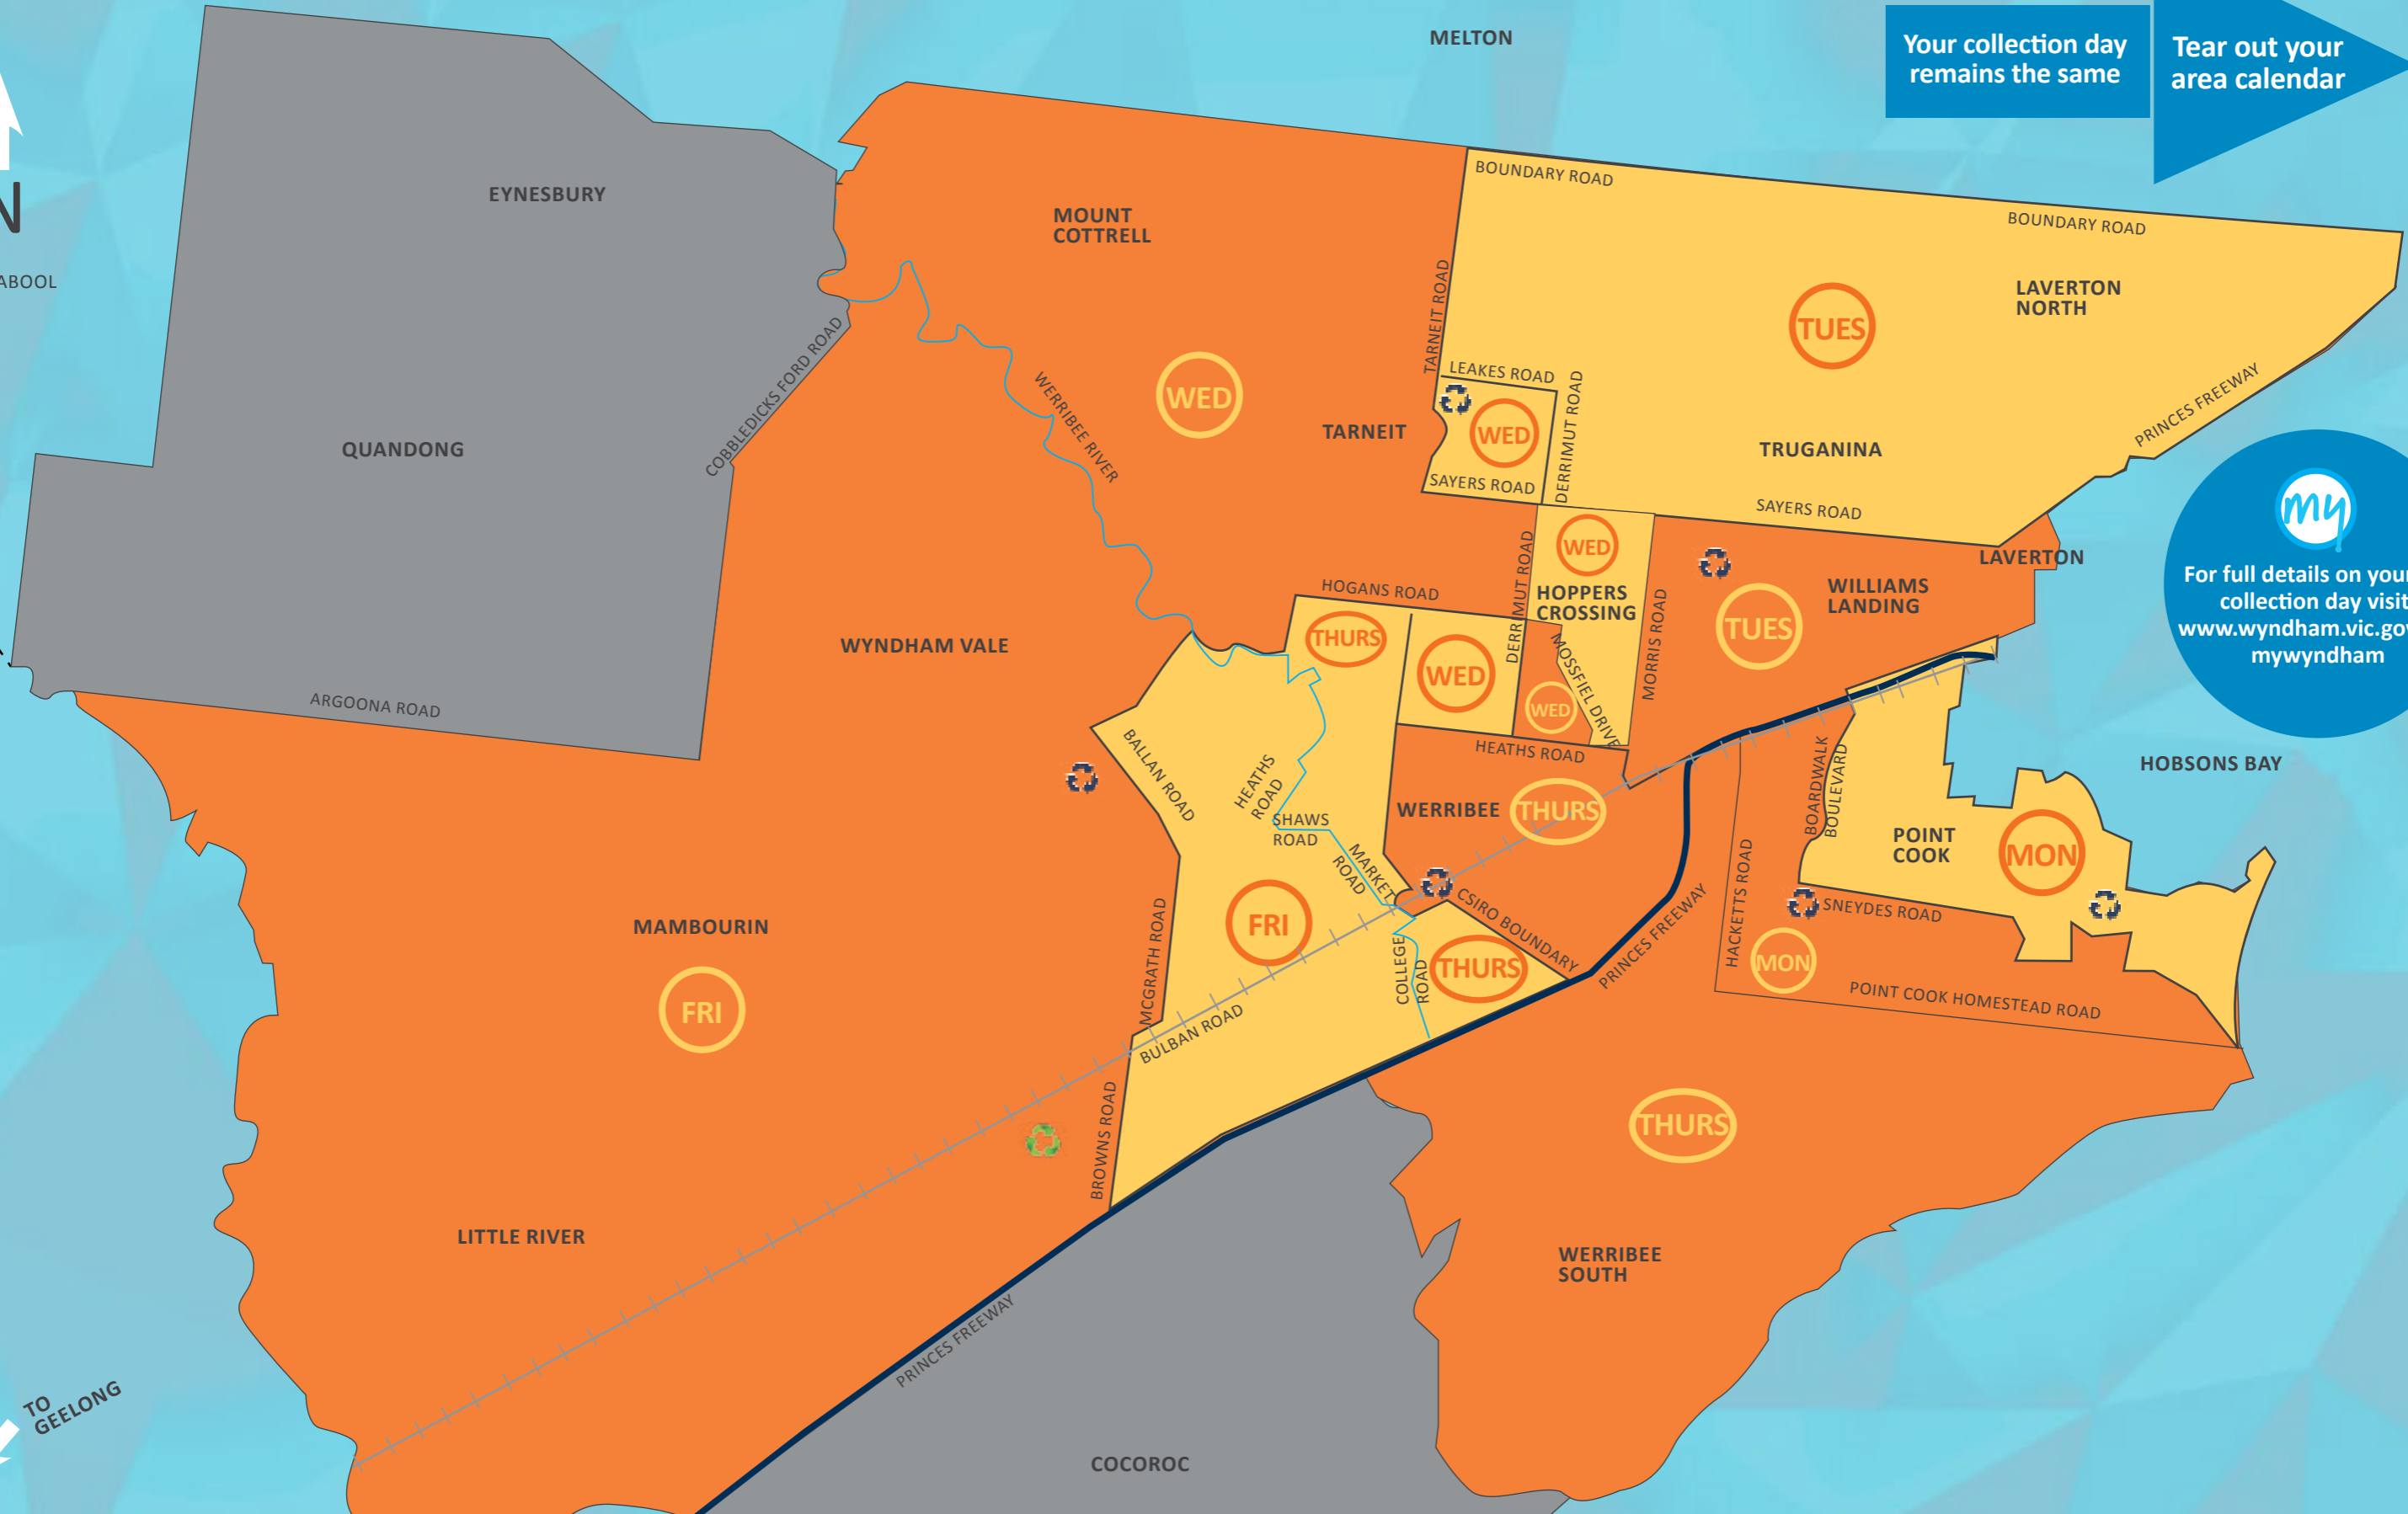 MELTON
Your collection day
remains the same
Tear out your
area calendar
N
ABOOL
EYNESBURY
MOUNT
COTTRELL
BOUNDARY ROAD
BOUNDARY ROAD
LAVERTON
NORTH
TUES
TARNEIT ROAD
COBBLEDICKS FORD ROAD
WERRIBEE RIVER
WED
LEAKES ROAD
DERRIMUT ROAD
PRINCES FREEWAY
QUANDONG
TARNEIT
WED
TRUGANINA
SAYERS ROAD
SAYERS ROAD
my
For full details on your
collection day visit
www.wyndham.vic.gov
mywyndham
WED
LAVERTON
DERRIMUT ROAD
HOGANS ROAD
HOPPERS
CROSSING
WILLIAMS
LANDING
MORRIS ROAD
TUES
WYNDHAM VALE
THURS
WED
MOSSFIEL DRIVE
WED
ARGOONA ROAD
HEATHS ROAD
BALLAN ROAD
HEATHS
ROAD
SHAWS
ROAD
HOBSONS BAY
BOARDWALK
BOULEVARD
WERRIBEE
THURS
POINT
COOK
MON
MARKET
ROAD
HACKETTS ROAD
CSIRO BOUNDARY
SNEYDES ROAD
MAMBOURIN
FRI
MCGRATH ROAD
FRI
COLLEGE
ROAD
THURS
PRINCES FREEWAY
MON
POINT COOK HOMESTEAD ROAD
BULBAN ROAD
BROWNS ROAD
THURS
LITTLE RIVER
WERRIBEE
SOUTH
PRINCES FREEWAY
TO
GEELONG
COCOROC